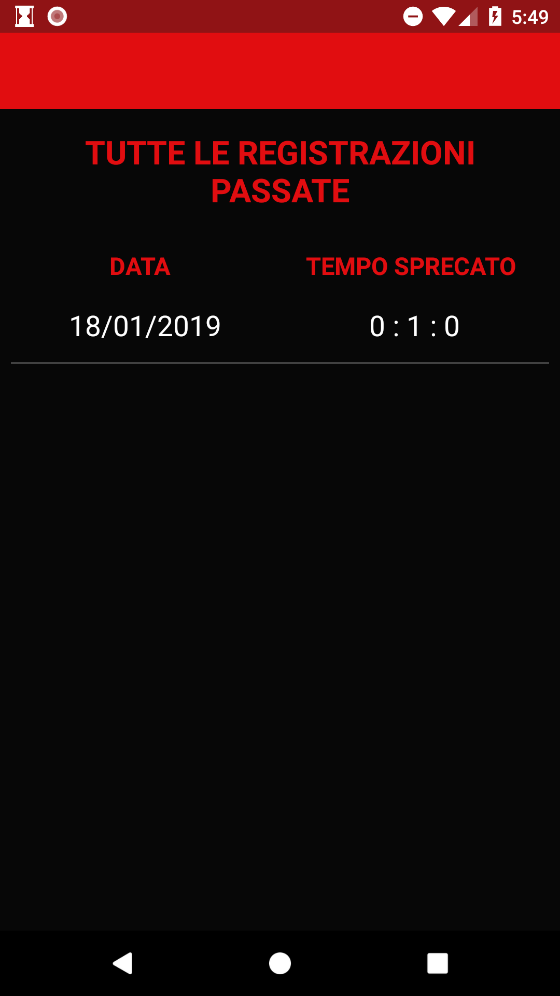 5:49
TUTTE LE REGISTRAZIONI
PASSATE
DATA TEMPO SPRECATO
18/01/2019 0 : 1 : 0